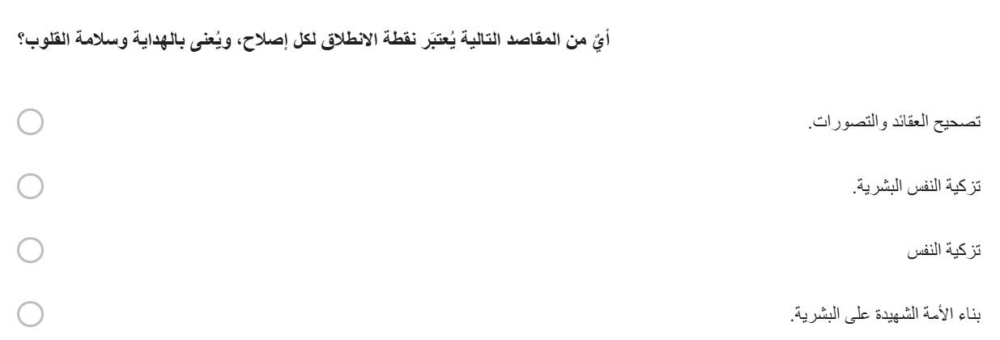 أيٌ من المقاصد التالية يُعتبَر نقطة الانطلاق لكل إصلاح، ويُعنى بالهداية وسلامة القلوب؟
تصحيح العقائد والتصورات.
تزكية النفس البشرية.
تزكية النفس
بناء الأمة الشهيدة على البشرية.